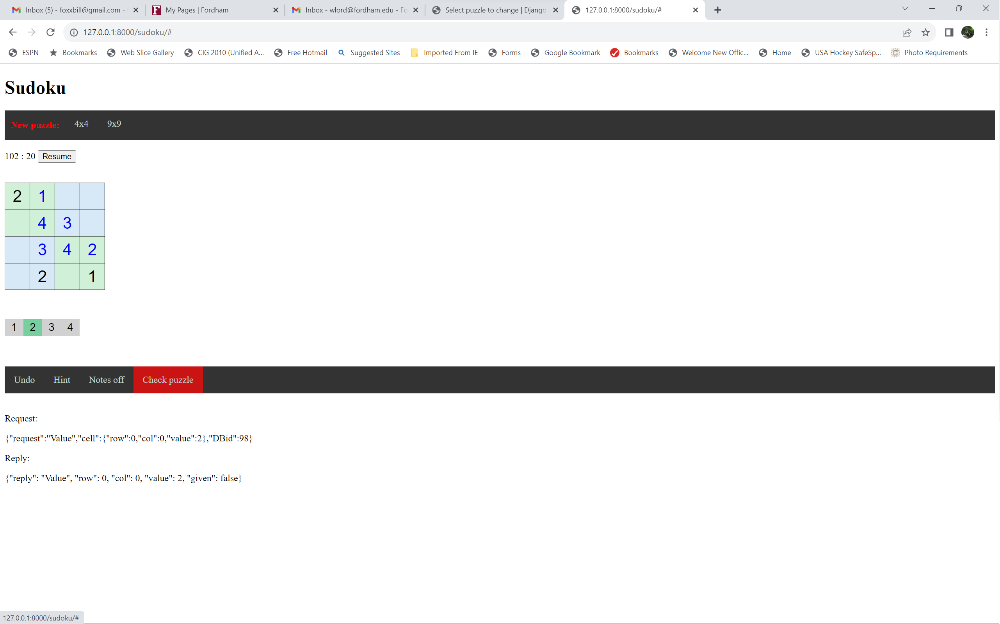 Inbox (5) - foxxbill@gmail.com -
My Pages | Fordham
Inbox - wlord@fordham.edu - Fo
Select puzzle to change | Django
127.0.0.1:8000/sudoku/#
127.0.0.1:8000/sudoku/#
ESPN Bookmarks Web Slice Gallery CIG 2010 (Unified A... Free Hotmail Suggested Sites Imported From IE Forms Google Bookmark Bookmarks Welcome New Offic... Home USA Hockey SafeSp... Photo Requirements
Sudoku
New puzzle: 4x4 9x9
102 : 20 Resume
2 1
4 3
3 4 2
2 1
1 2 3 4
Undo Hint Notes off Check puzzle
Request:
{"request":"Value","cell":{"row":0,"col":0,"value":2},"DBid":98}
Reply:
{"reply": "Value", "row": 0, "col": 0, "value": 2, "given": false}
127.0.0.1:8000/sudoku/#